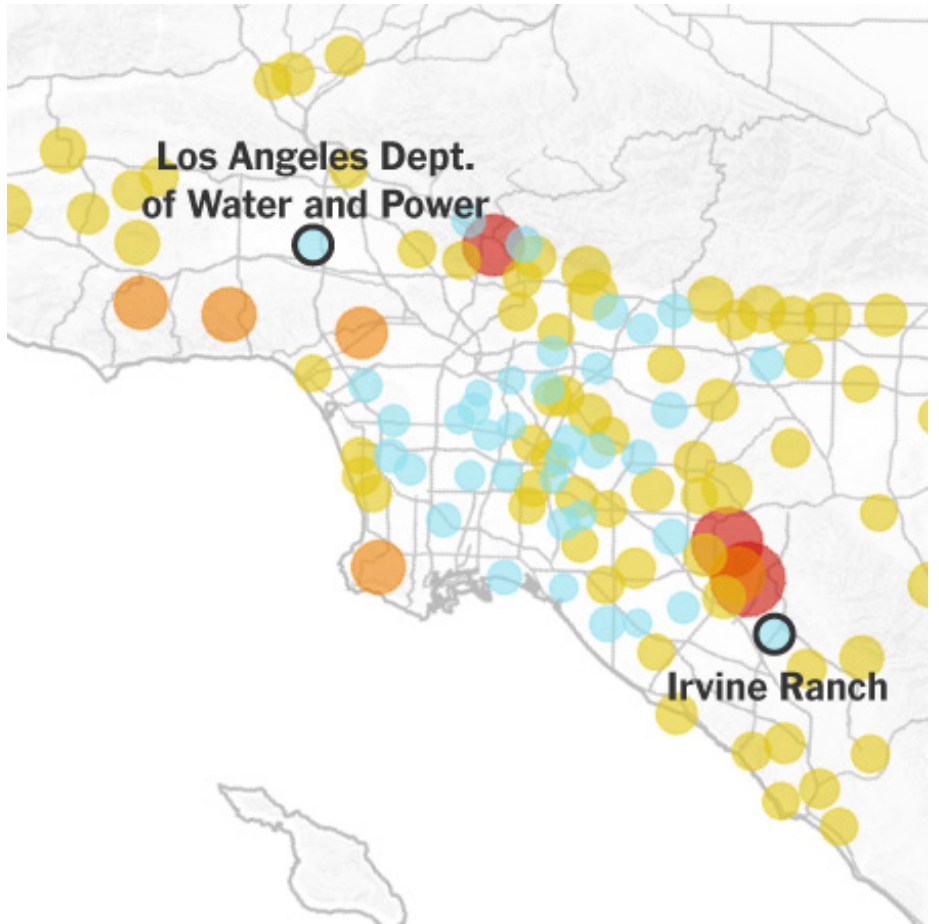 Los Angeles Dept.
of Water and Power
Irvine Ranch